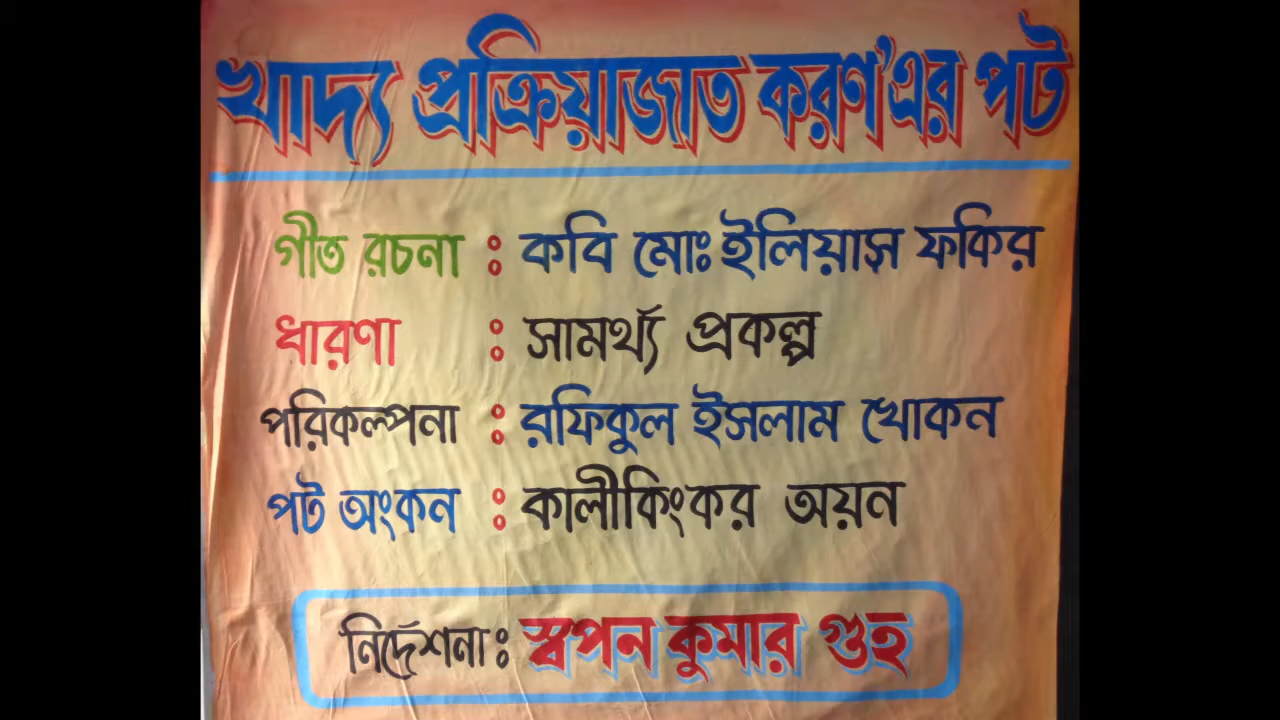 খাদ্য প্রক্রিয়াজাত করণ'এর পট
গীত রচনা : কবি মোঃ ইলিয়াস ফকির
ধারণা : সামর্থ্য প্রকল্প
পরিকল্পনা : রফিকুল ইসলাম খোকন
পট অংকন : কালীকিংকর অয়ন
নির্দেশনাঃ স্বপন কুমার গুহ